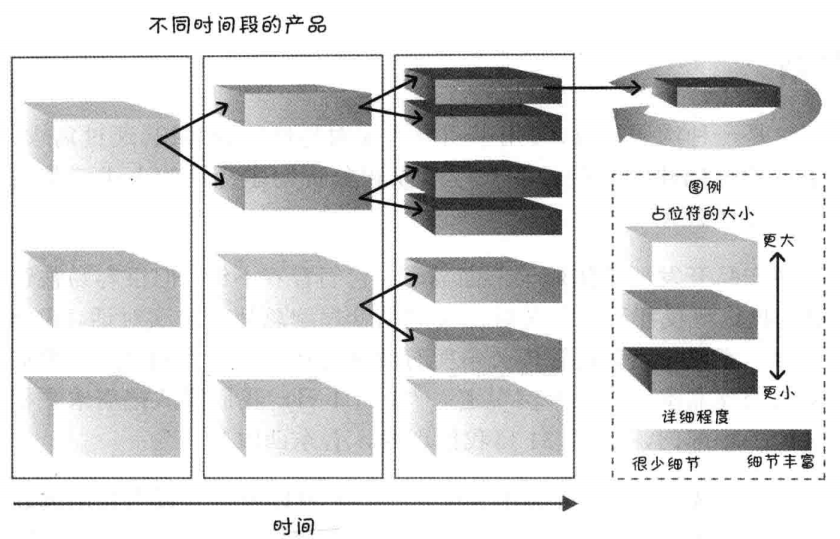 不同时间段的产品
图例
占位符的大小
更大
更小
详细程度
很少细节
细节丰富
时间